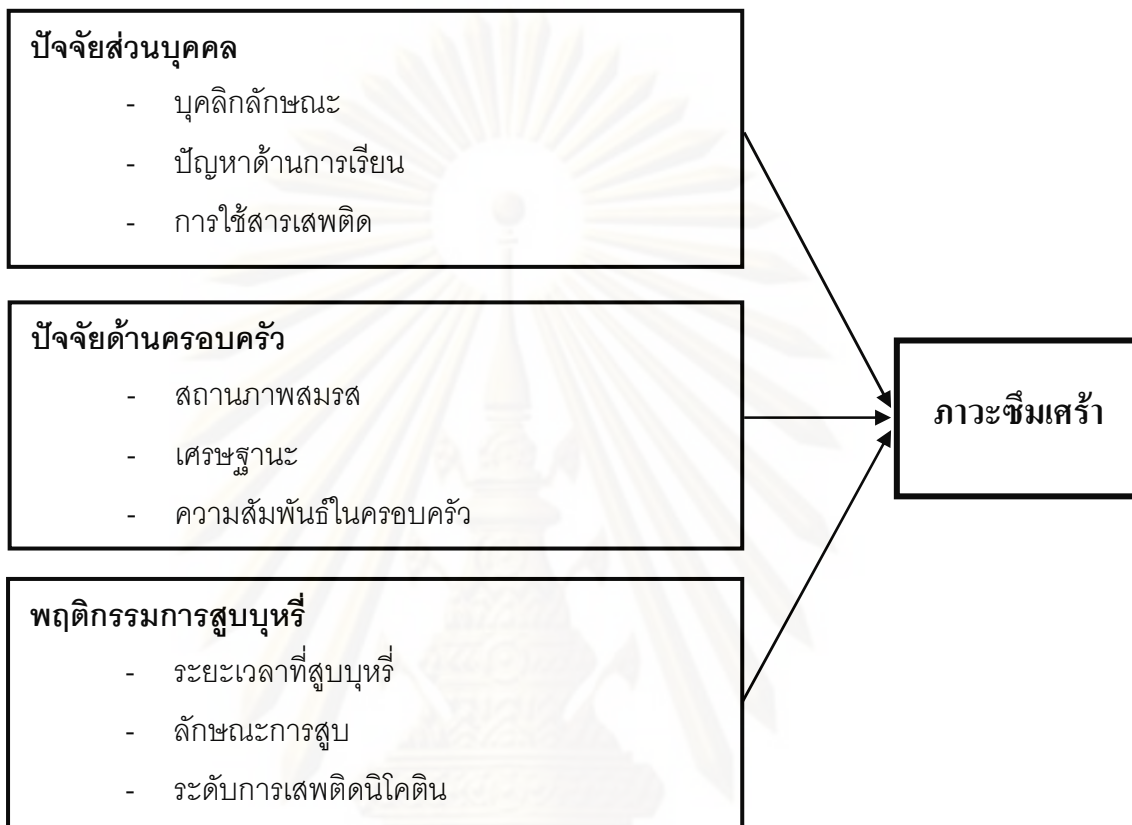 ปัจจัยส่วนบุคคล
- บุคลิกลักษณะ
- ปัญหาด้านการเรียน
- การใช้สารเสพติด
ปัจจัยด้านครอบครัว
- สถานภาพสมรส
- เศรษฐานะ
- ความสัมพันธ์ในครอบครัว
ภาวะซึมเศร้า
พฤติกรรมการสูบบุหรี่
- ระยะเวลาที่สูบบุหรี่
- ลักษณะการสูบ
- ระดับการเสพติดนิโคติน